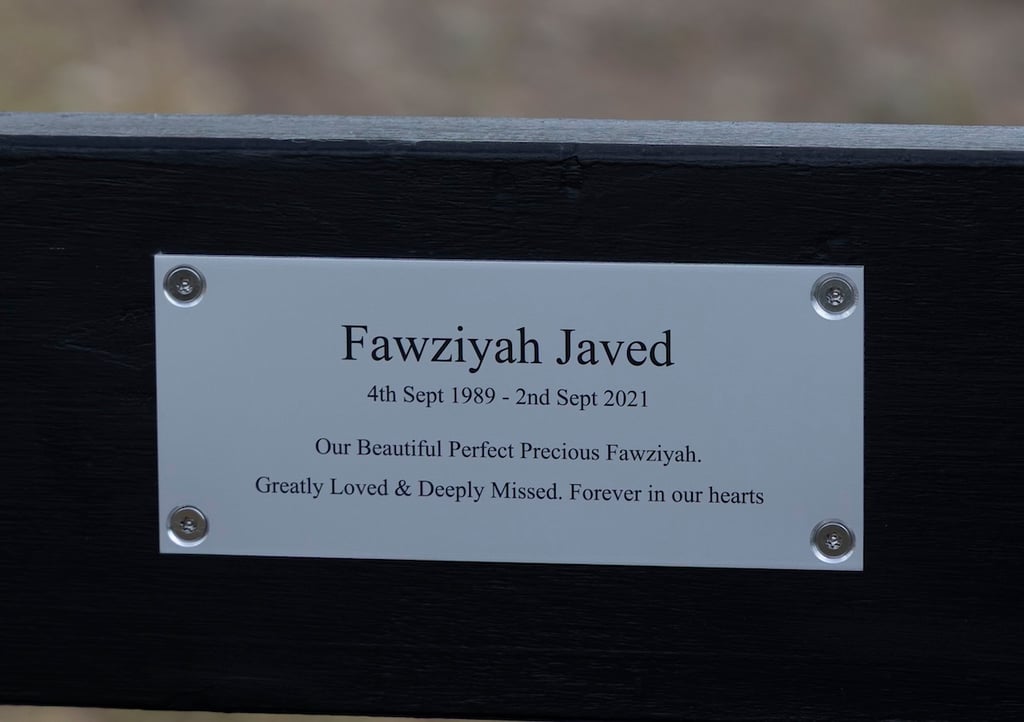 Fawziyah Javed
4th Sept 1989 - 2nd Sept 2021
Our Beautiful Perfect Precious Fawziyah.
Greatly Loved & Deeply Missed. Forever in our hearts